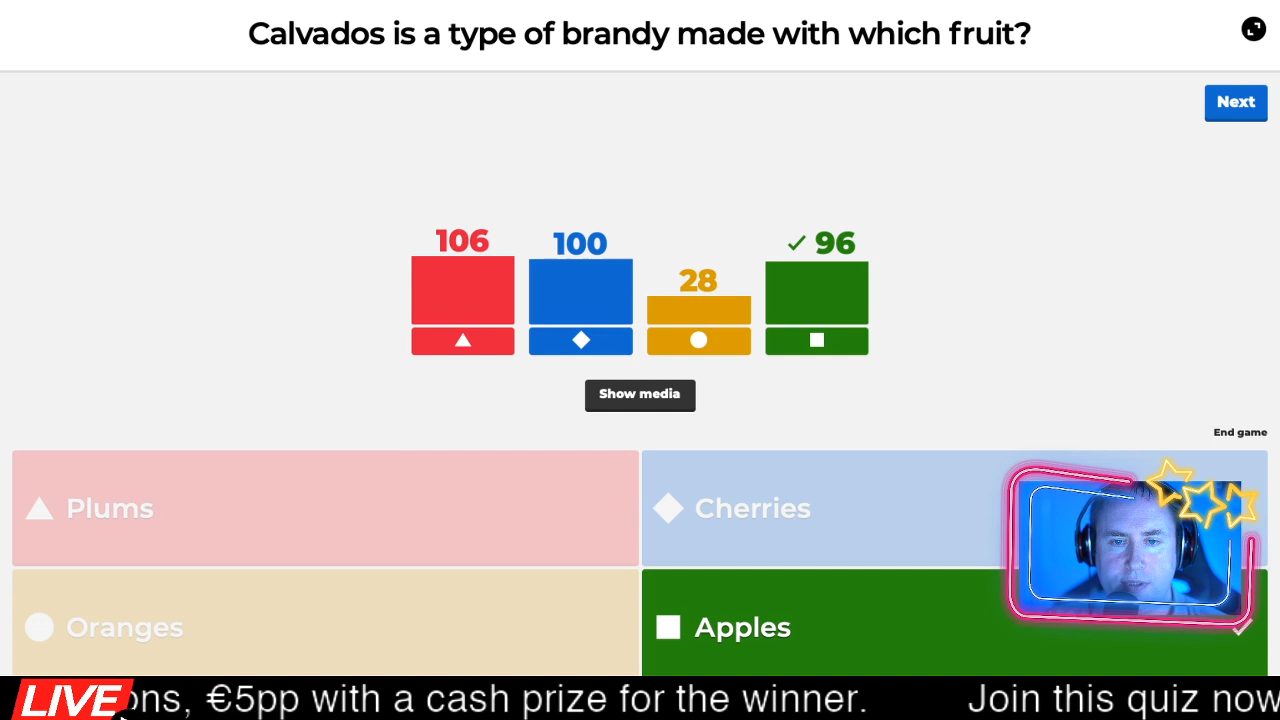 Calvados is a type of brandy made with which fruit?
Next
106
100
28
96
Show media
End game
Plums
Cherries
Oranges
Apples
LIVE
ons, €5pp with a cash prize for the winner. Join this quiz now